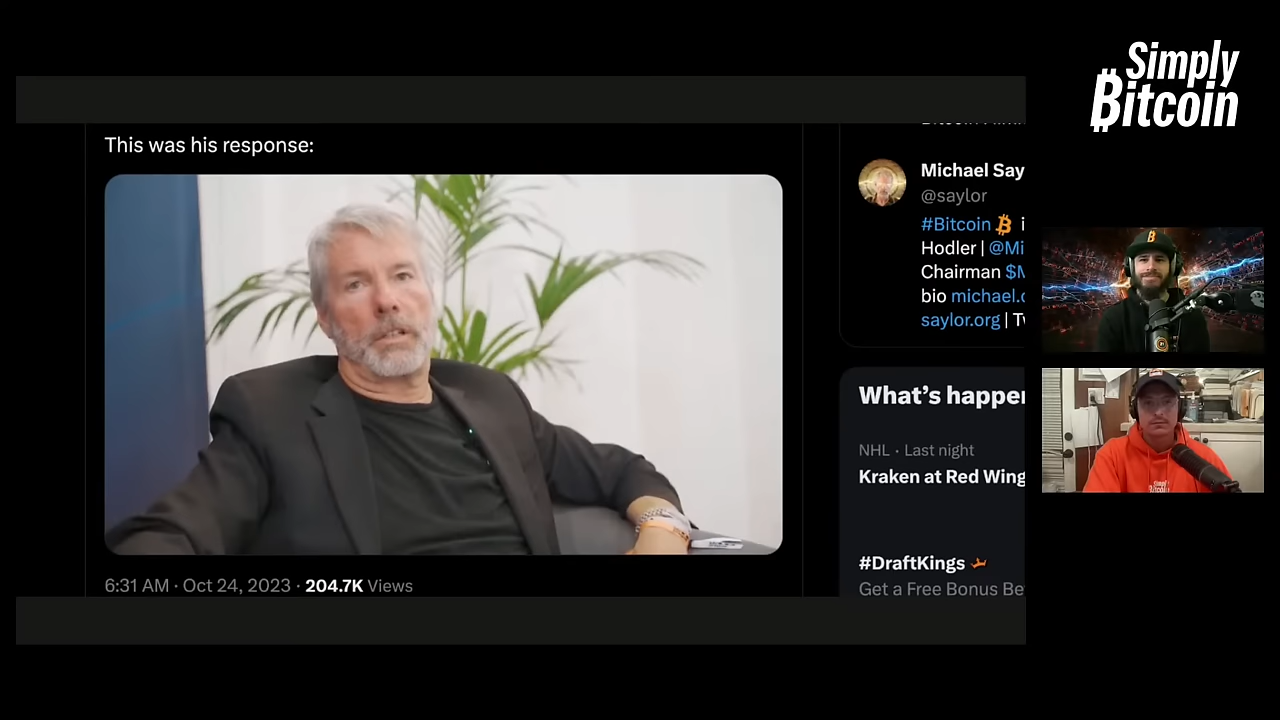 Simply
Bitcoin
This was his response:
6:31 AM · Oct 24, 2023 · 204.7K Views
Michael Say
@saylor
#Bitcoin
Hodler | @Mi
Chairman $M
bio michael.c
saylor.org | Tw
What's happen
NHL · Last night
Kraken at Red Wing
#DraftKings
Get a Free Bonus Be